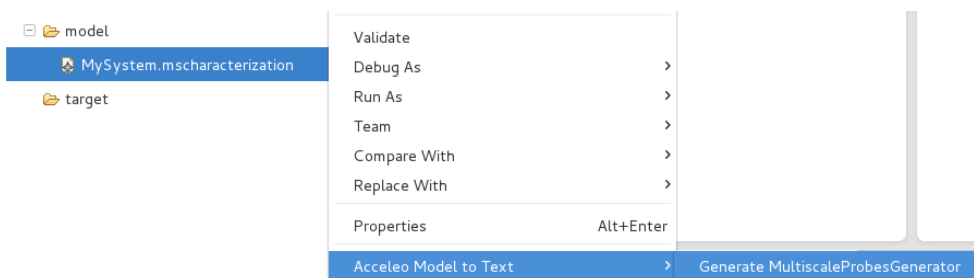 model
MySystem.mscharacterization
target
Validate
Debug As
Run As
Team
Compare With
Replace With
Properties Alt+Enter
Acceleo Model to Text
Generate MultiscaleProbesGenerator